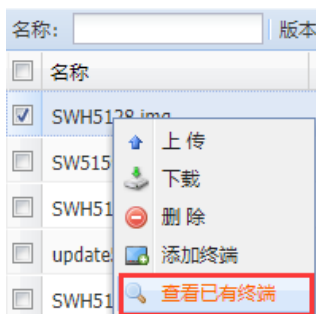 名称: 版本
名称
SWH5128.img
上传
SW515
下载
SWH51
删除
update
添加终端
SWH51
查看已有终端